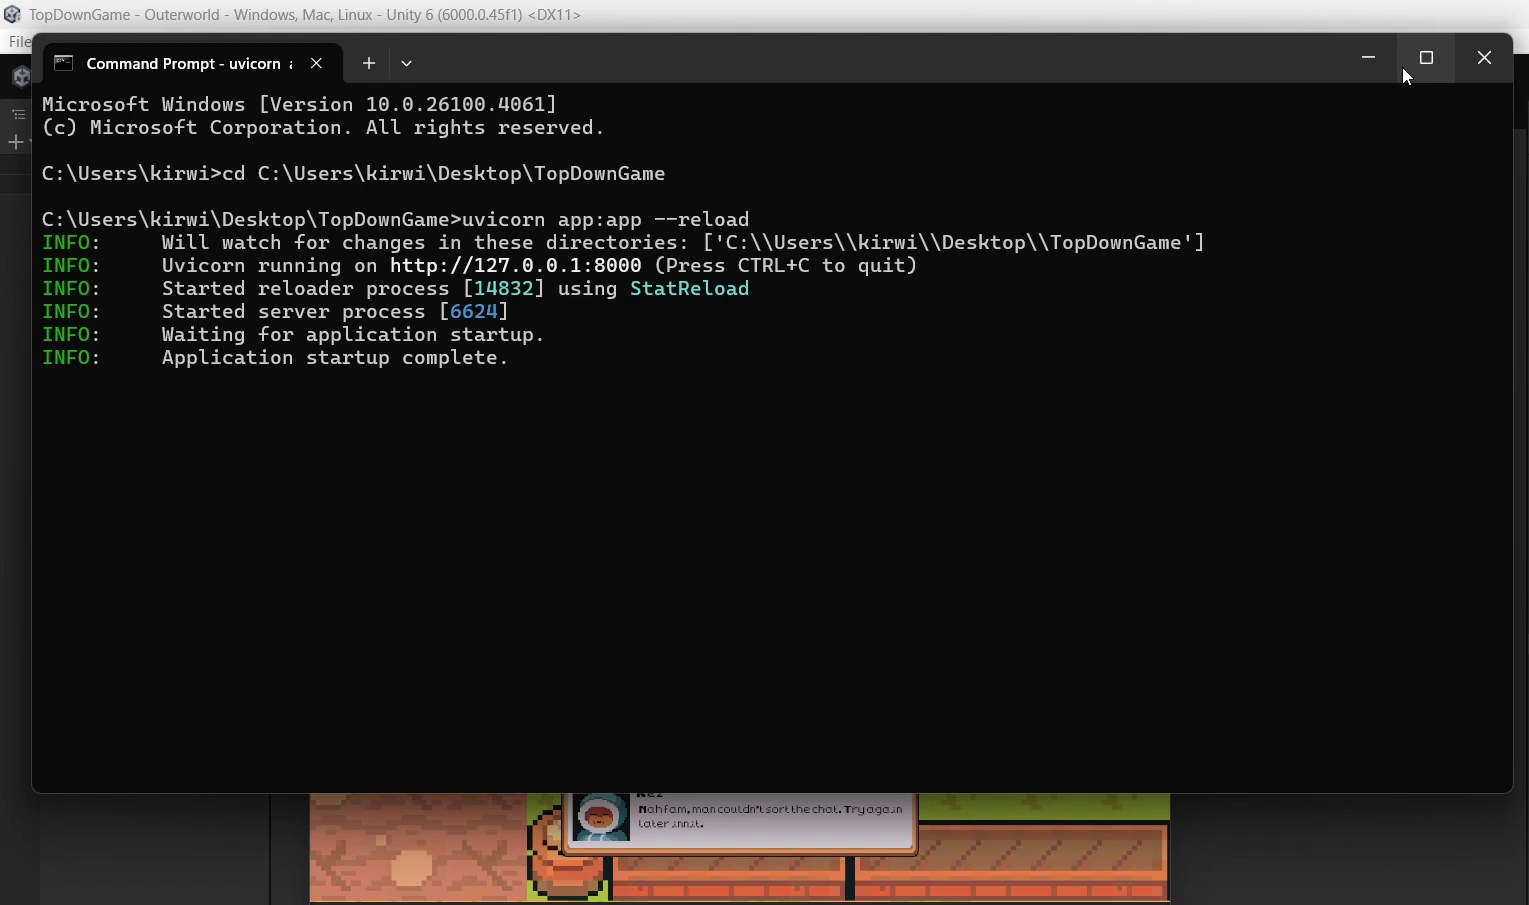 TopDownGame - Outerworld - Windows, Mac, Linux - Unity 6 (6000.0.45f1) <DX11>
File
Command Prompt - uvicorn
Microsoft Windows [Version 10.0.26100.4061]
(c) Microsoft Corporation. All rights reserved.
C:\Users\kirwi>cd C:\Users\kirwi\Desktop\TopDownGame
C:\Users\kirwi\Desktop\TopDownGame>uvicorn app:app --reload
INFO:     Will watch for changes in these directories: ['C:\\Users\\kirwi\\Desktop\\TopDownGame']
INFO:     Uvicorn running on http://127.0.0.1:8000 (Press CTRL+C to quit)
INFO:     Started reloader process [14832] using StatReload
INFO:     Started server process [6624]
INFO:     Waiting for application startup.
INFO:     Application startup complete.
Nah fam, man couldn't sort the chat. Try again
later innit.